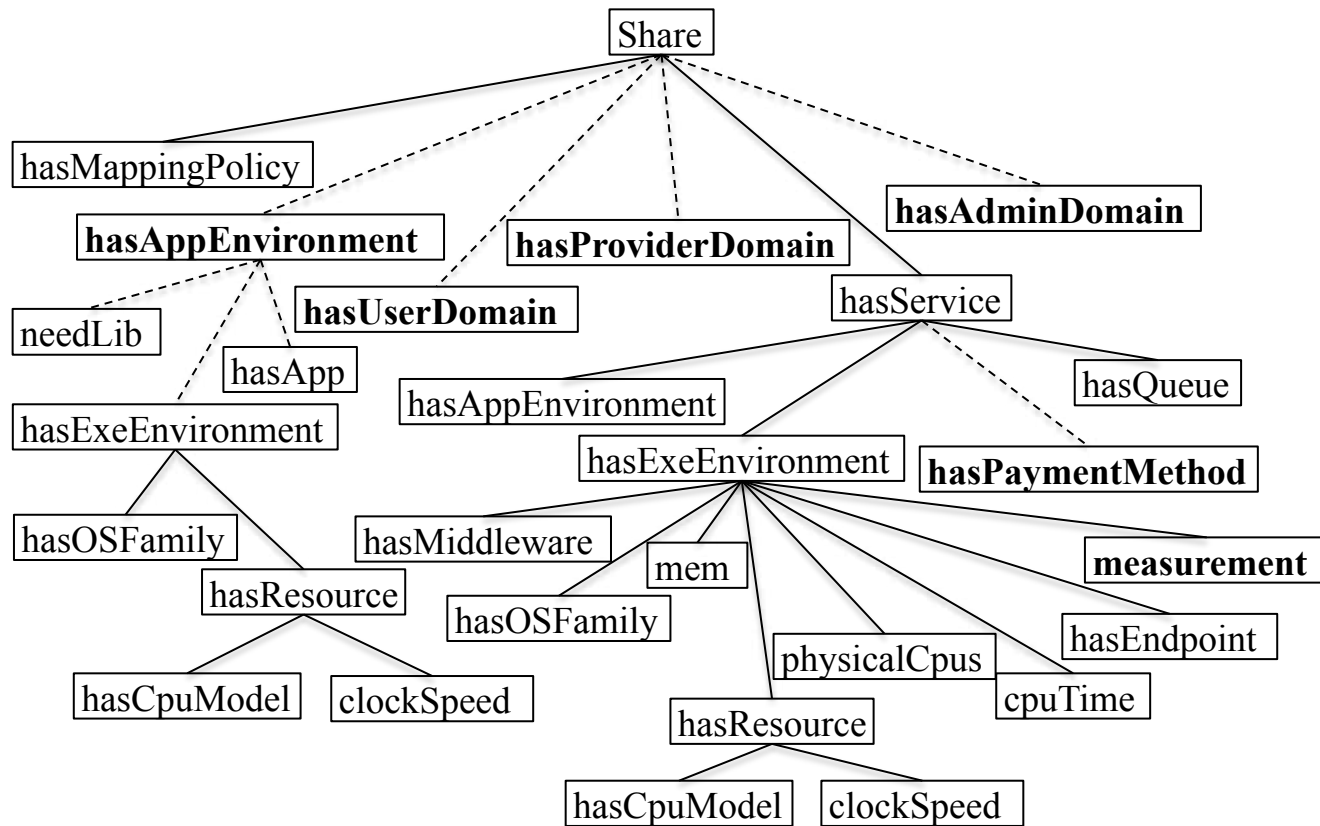 Share
hasMappingPolicy
hasAppEnvironment
hasUserDomain
hasProviderDomain
hasAdminDomain
hasService
needLib
hasApp
hasExeEnvironment
hasAppEnvironment
hasQueue
hasExeEnvironment
hasPaymentMethod
hasOSFamily
hasResource
hasCpuModel
clockSpeed
hasMiddleware
hasOSFamily
mem
physicalCpus
measurement
hasEndpoint
cpuTime
hasResource
hasCpuModel
clockSpeed